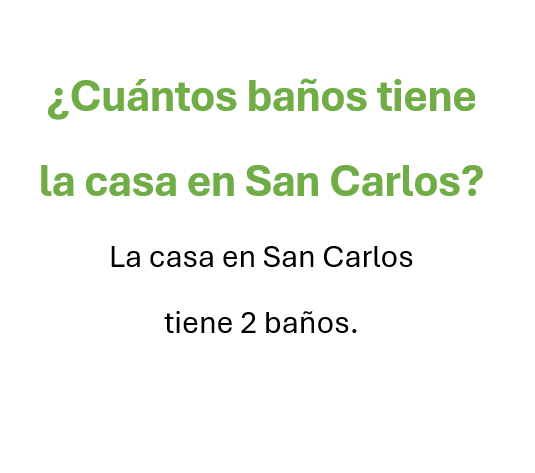 ¿Cuántos baños tiene
la casa en San Carlos?
La casa en San Carlos
tiene 2 baños.